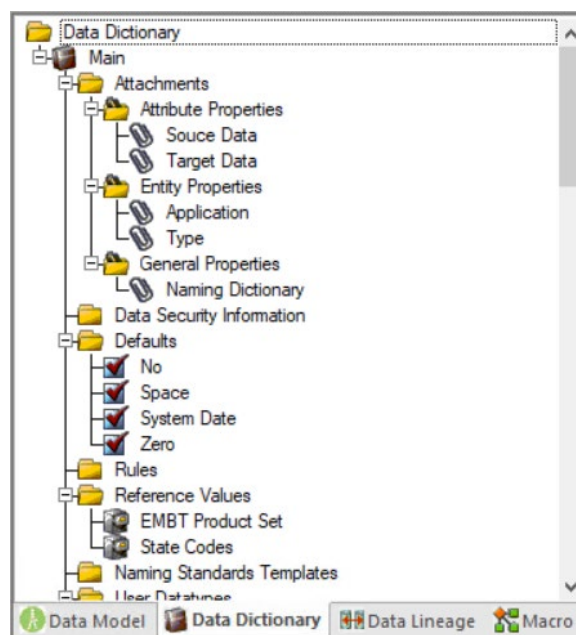 Data Dictionary
Main
Attachments
Attribute Properties
Souce Data
Target Data
Entity Properties
Application
Type
General Properties
Naming Dictionary
Data Security Information
Defaults
No
Space
System Date
Zero
Rules
Reference Values
EMBT Product Set
State Codes
Naming Standards Templates
User Datatypes
Data Model Data Dictionary Data Lineage Macro